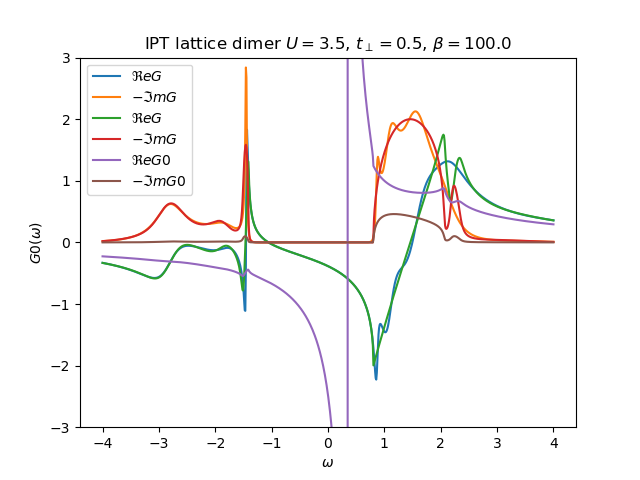 IPT lattice dimer U = 3.5, t⊥ = 0.5, β = 100.0
ℜeG
−ℑmG
ℜeG
−ℑmG
ℜeG0
−ℑmG0
G0(ω)
3
2
1
0
−1
−2
−3
−4 −3 −2 −1 0 1 2 3 4
ω